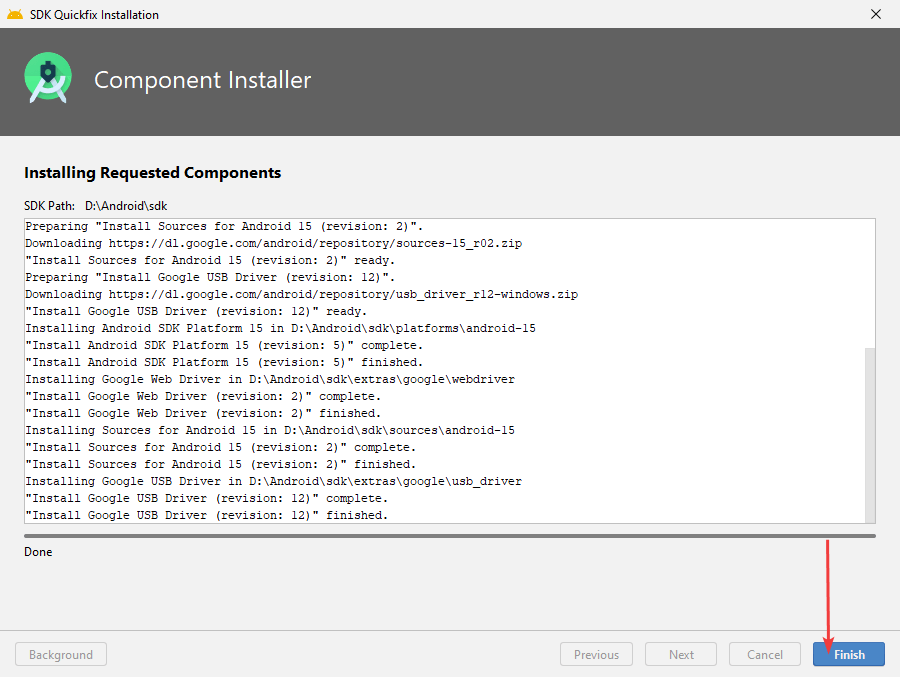 SDK Quickfix Installation
Component Installer
Installing Requested Components
SDK Path: D:\Android\sdk
Preparing "Install Sources for Android 15 (revision: 2)".
Downloading https://dl.google.com/android/repository/sources-15_r02.zip
"Install Sources for Android 15 (revision: 2)" ready.
Preparing "Install Google USB Driver (revision: 12)".
Downloading https://dl.google.com/android/repository/usb_driver_r12-windows.zip
"Install Google USB Driver (revision: 12)" ready.
Installing Android SDK Platform 15 in D:\Android\sdk\platforms\android-15
"Install Android SDK Platform 15 (revision: 5)" complete.
"Install Android SDK Platform 15 (revision: 5)" finished.
Installing Google Web Driver in D:\Android\sdk\extras\google\webdriver
"Install Google Web Driver (revision: 2)" complete.
"Install Google Web Driver (revision: 2)" finished.
Installing Sources for Android 15 in D:\Android\sdk\sources\android-15
"Install Sources for Android 15 (revision: 2)" complete.
"Install Sources for Android 15 (revision: 2)" finished.
Installing Google USB Driver in D:\Android\sdk\extras\google\usb_driver
"Install Google USB Driver (revision: 12)" complete.
"Install Google USB Driver (revision: 12)" finished.
Done
Background Previous Next Cancel Finish